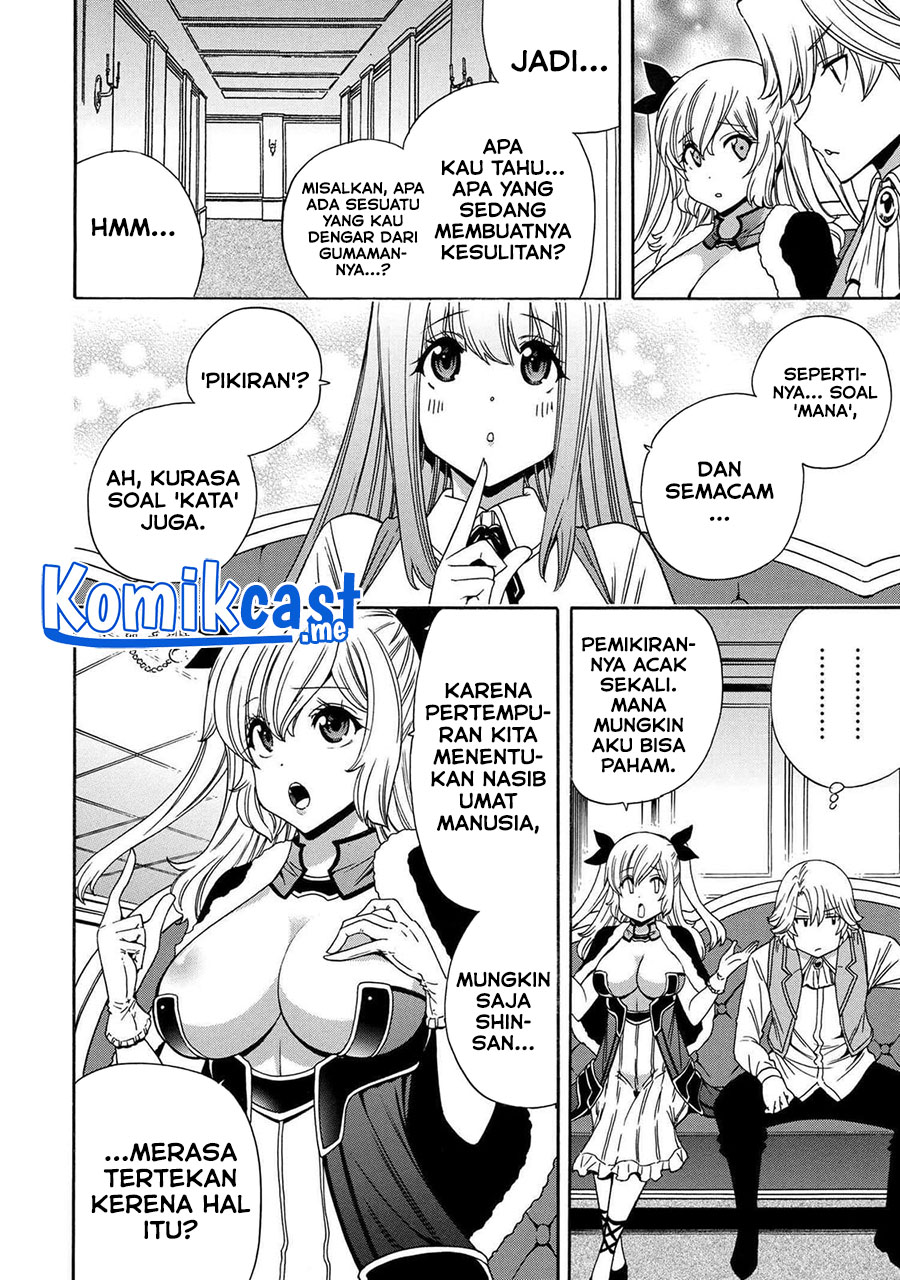 JADI...
APA
KAU TAHU...
APA YANG
SEDANG
MEMBUATNYA
KESULITAN?
MISALKAN, APA
ADA SESUATU
YANG KAU
DENGAR DARI
GUMAMAN-
NYA...?
HMM...
SEPERTI-
NYA... SOAL
'MANA',
DAN
SEMACAM
...
'PIKIRAN'?
AH, KURASA
SOAL 'KATA'
JUGA.
Komikcast
.me
........
........
PEMIKIRAN-
NYA ACAK
SEKALI.
MANA
MUNGKIN
AKU BISA
PAHAM.
KARENA
PERTEMPU-
RAN KITA
MENENTU-
KAN NASIB
UMAT
MANUSIA,
MUNGKIN
SAJA
SHIN-
SAN...
...MERASA
TERTEKAN
KERENA HAL
ITU?